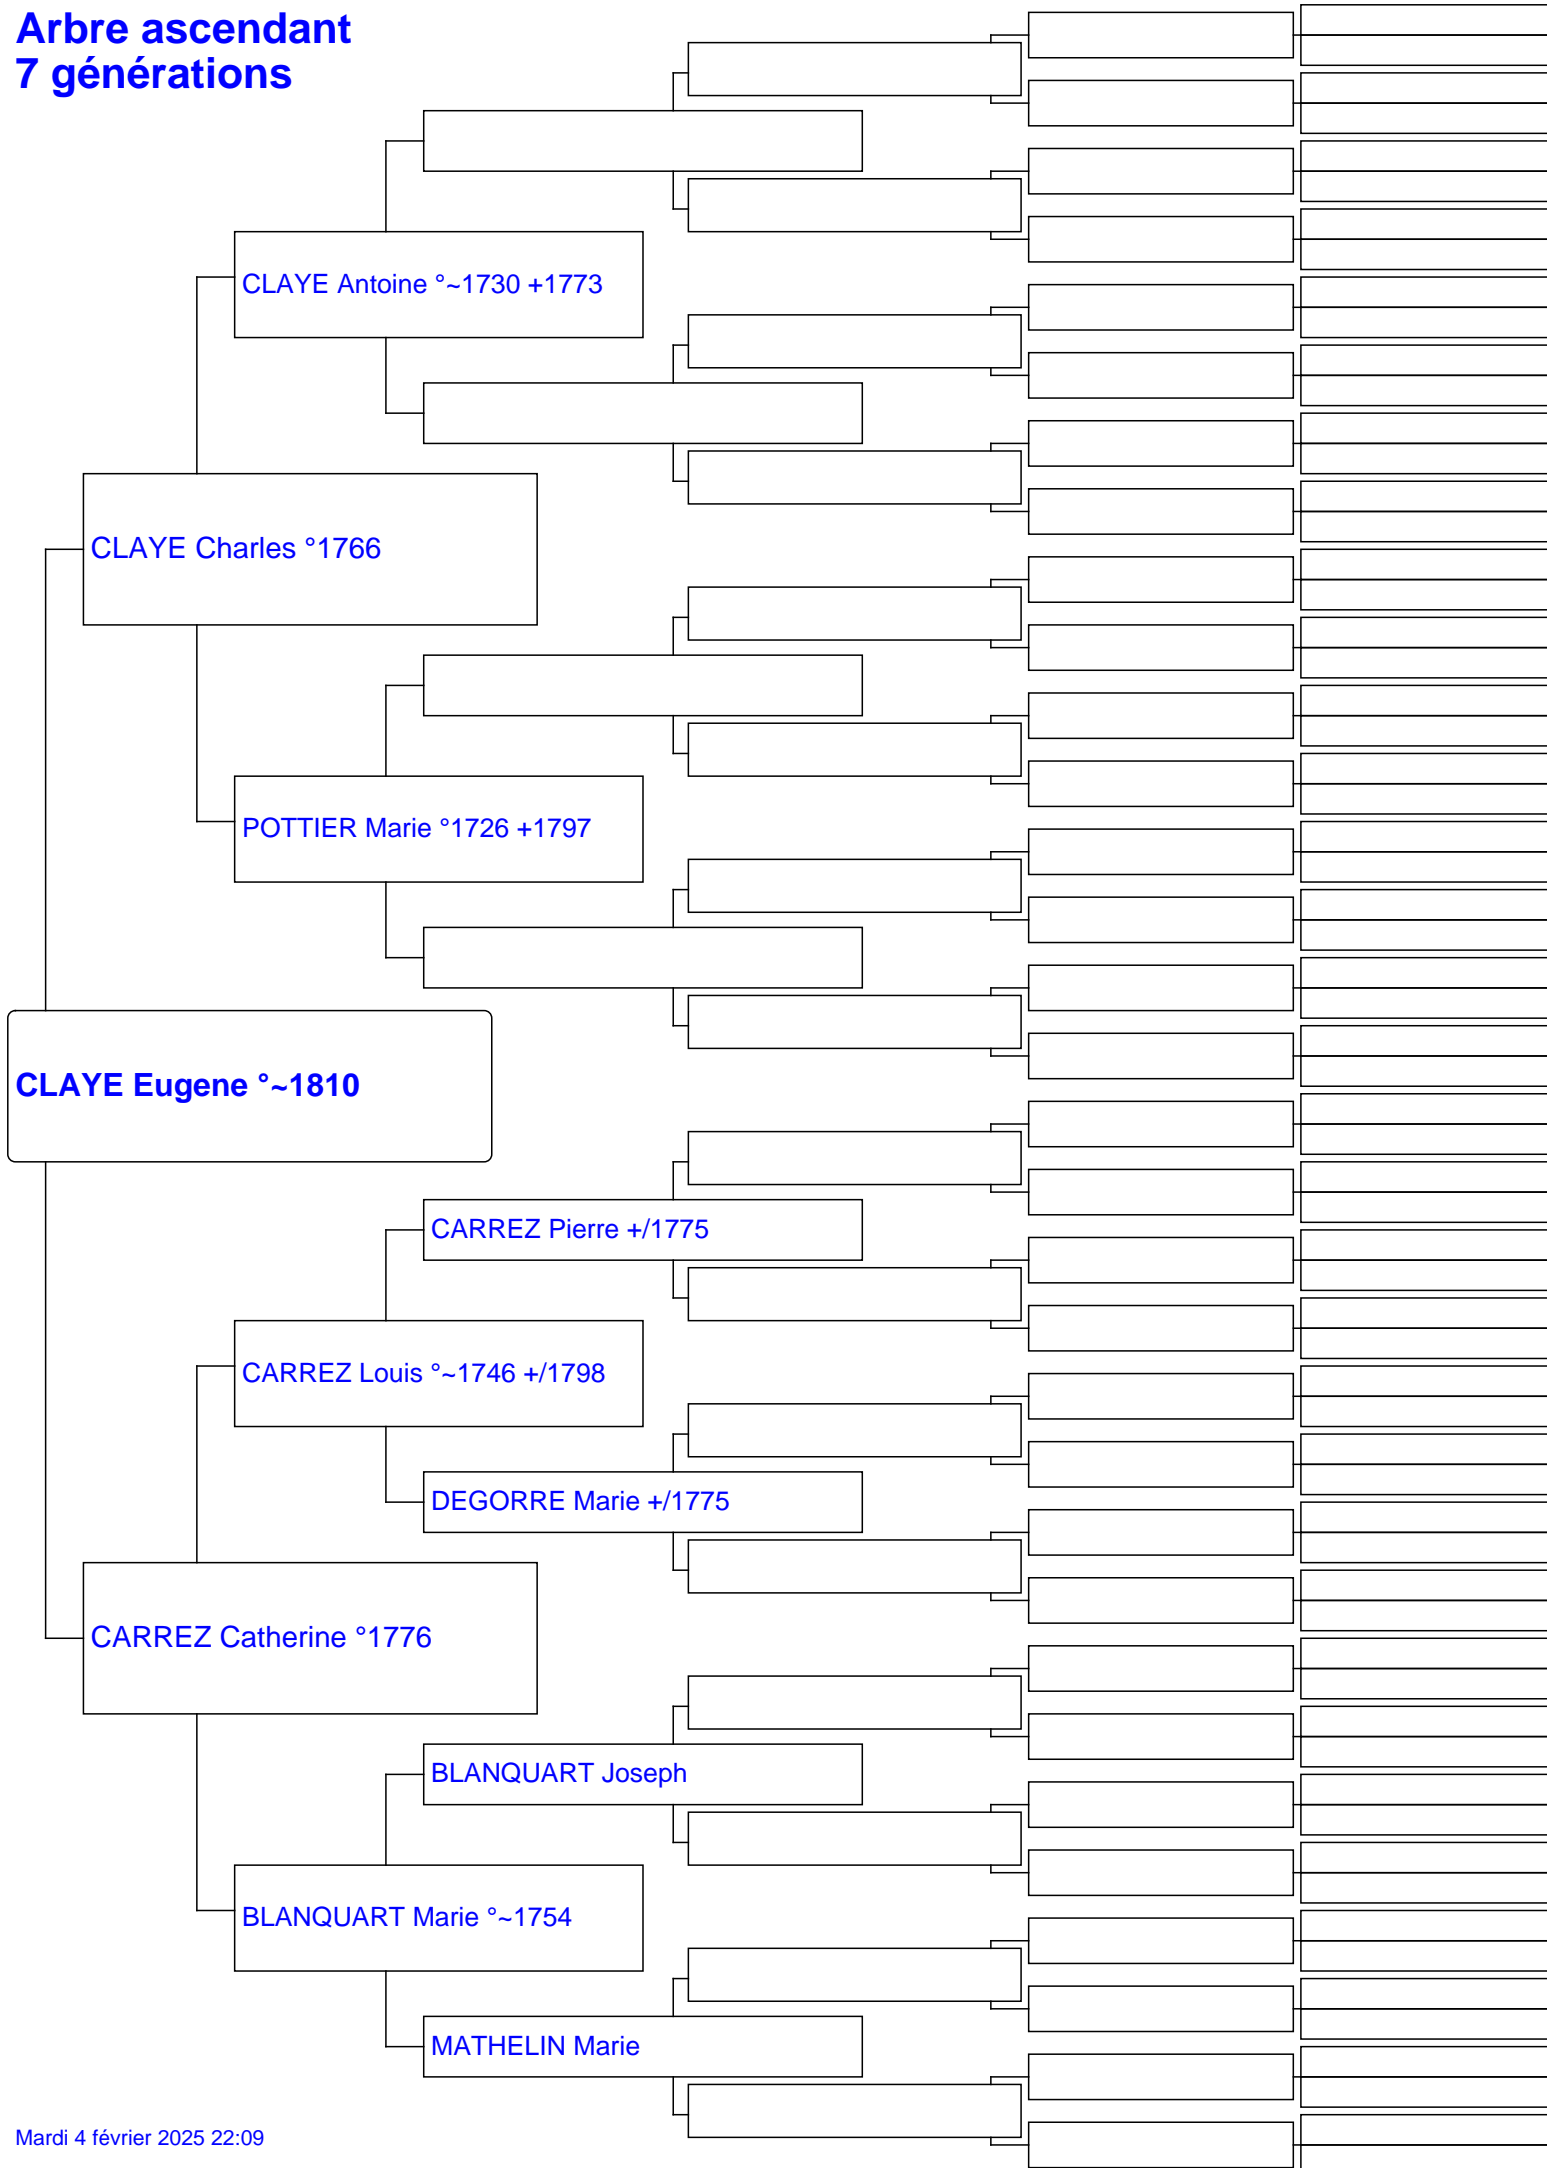 Arbre ascendant
7 générations
CLAYE Antoine °~1730 +1773
CLAYE Charles °1766
POTTIER Marie °1726 +1797
CLAYE Eugene °~1810
CARREZ Pierre +/1775
CARREZ Louis °~1746 +/1798
DEGORRE Marie +/1775
CARREZ Catherine °1776
BLANQUART Joseph
BLANQUART Marie °~1754
MATHELIN Marie
Mardi 4 février 2025 22:09